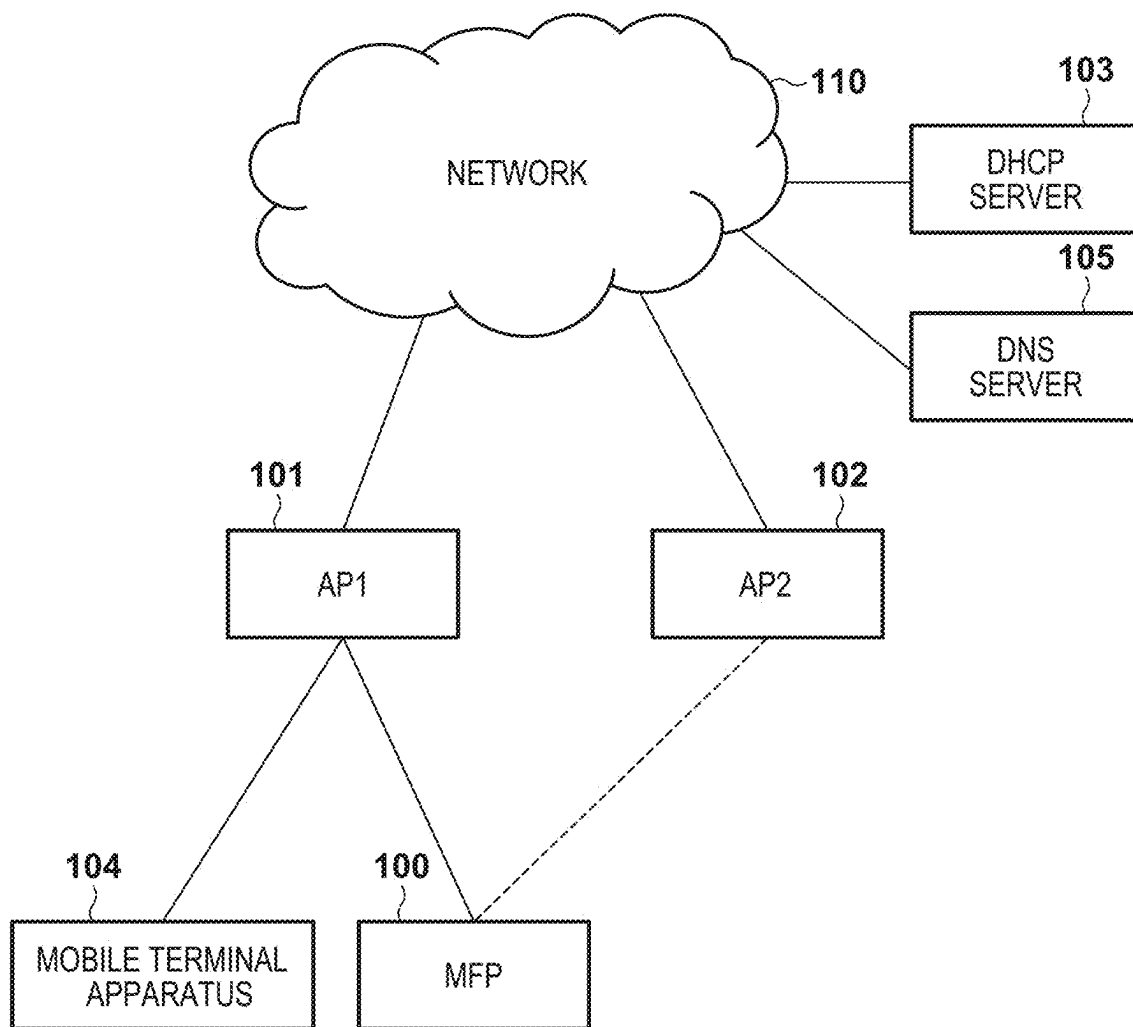 110
NETWORK
103
DHCP
SERVER
105
DNS
SERVER
101
AP1
102
AP2
104
MOBILE TERMINAL
APPARATUS
100
MFP